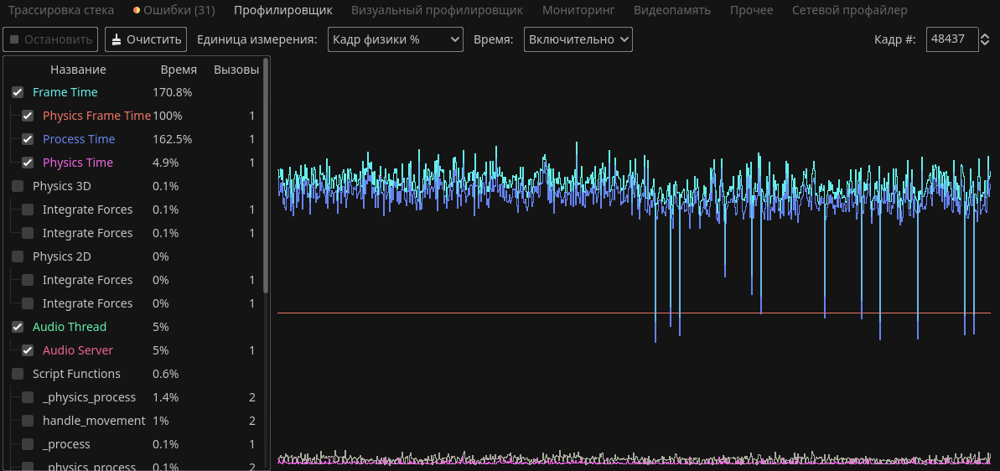 Трассировка стека Ошибки (31) Профилировщик Визуальный профилировщик Мониторинг Видеопамять Прочее Сетевой профайлер
Остановить Очистить Единица измерения: Кадр физики % Время: Включительно Кадр #: 48437
Название Время Вызовы
Frame Time 170.8%
Physics Frame Time 100% 1
Process Time 162.5% 1
Physics Time 4.9% 1
Physics 3D 0.1%
Integrate Forces 0.1% 1
Integrate Forces 0.1% 1
Physics 2D 0%
Integrate Forces 0% 1
Integrate Forces 0% 1
Audio Thread 5%
Audio Server 5% 1
Script Functions 0.6%
_physics_process 1.4% 2
handle_movement 1% 2
_process 0.1% 1
_physics_process 0.1% 2